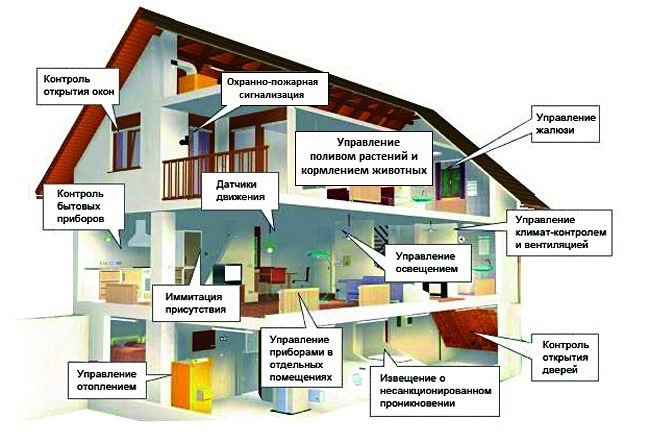 Контроль
открытия окон
Охранно-пожарная
сигнализация
Управление
жалюзи
Управление
поливом растений и
кормлением животных
Контроль
бытовых
приборов
Датчики
движения
Управление
климат-контролем
и вентиляцией
Управление
освещением
Иммитация
присутствия
Управление
приборами в
отдельных
помещениях
Контроль
открытия
дверей
Управление
отоплением
Извещение о
несанкционированном
проникновении